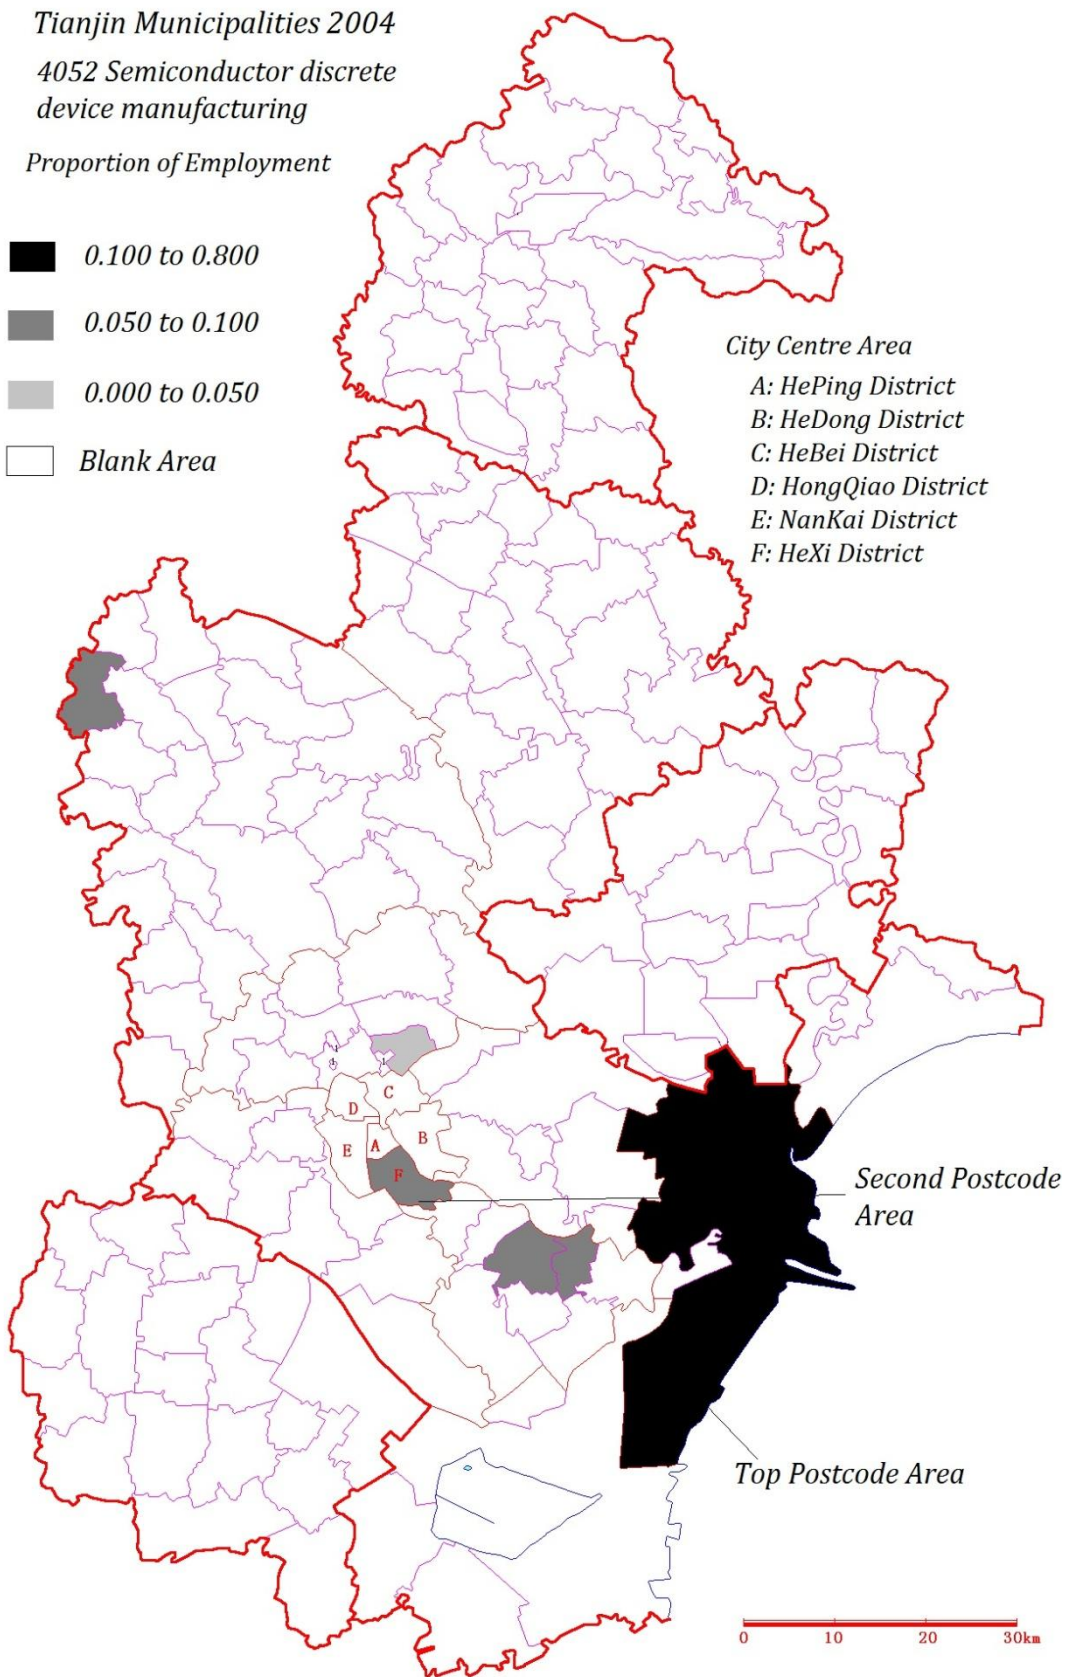 Tianjin Municipalities 2004
4052 Semiconductor discrete
device manufacturing
Proportion of Employment
0.100 to 0.800
0.050 to 0.100
0.000 to 0.050
Blank Area
City Centre Area
A: HePing District
B: HeDong District
C: HeBei District
D: HongQiao District
E: NanKai District
F: HeXi District
C
D
B
A
E
F
Second Postcode
Area
Top Postcode Area
0 10 20 30km